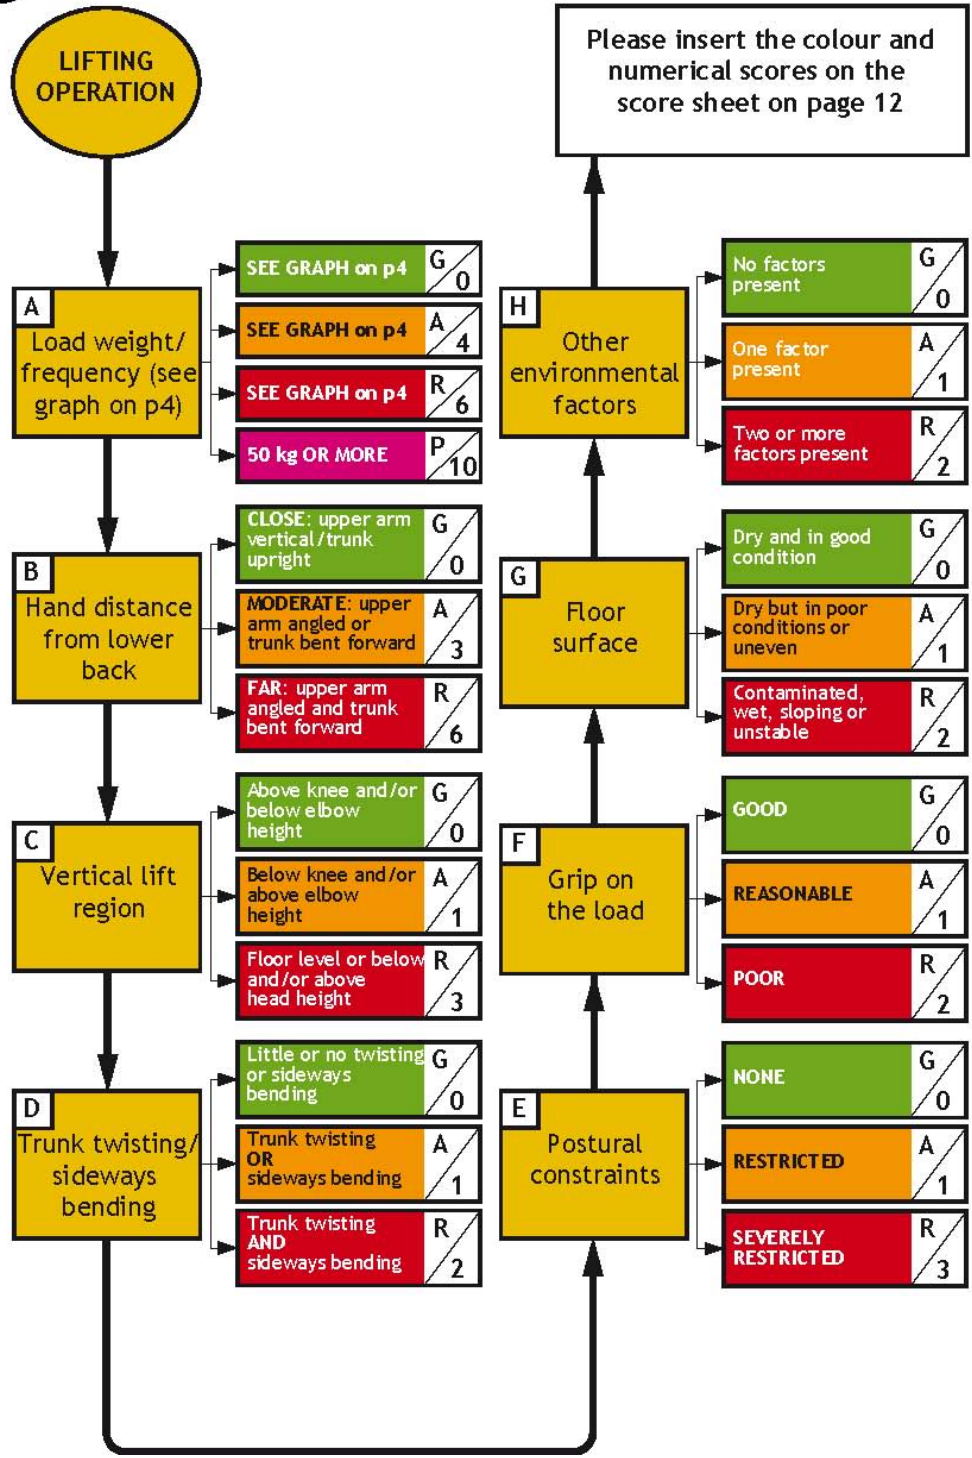 LIFTING
OPERATION
A
Load weight/
frequency (see
graph on p4)
SEE GRAPH on p4
G
0
SEE GRAPH on p4
A
4
SEE GRAPH on p4
R
6
50 kg OR MORE
P
10
B
Hand distance
from lower
back
CLOSE: upper arm
vertical/trunk
upright
G
0
MODERATE: upper
arm angled or
trunk bent forward
A
3
FAR: upper arm
angled and trunk
bent forward
R
6
C
Vertical lift
region
Above knee and/or
below elbow
height
G
0
Below knee and/or
above elbow
height
A
1
Floor level or below
and/or above
head height
R
3
D
Trunk twisting/
sideways
bending
Little or no twisting
or sideways
bending
G
0
Trunk twisting
OR
sideways bending
A
1
Trunk twisting
AND
sideways bending
R
2
E
Postural
constraints
NONE
G
0
RESTRICTED
A
1
SEVERELY
RESTRICTED
R
3
F
Grip on
the load
GOOD
G
0
REASONABLE
A
1
POOR
R
2
G
Floor
surface
Dry and in good
condition
G
0
Dry but in poor
conditions or
uneven
A
1
Contaminated,
wet, sloping or
unstable
R
2
H
Other
environmental
factors
No factors
present
G
0
One factor
present
A
1
Two or more
factors present
R
2
Please insert the colour and
numerical scores on the
score sheet on page 12